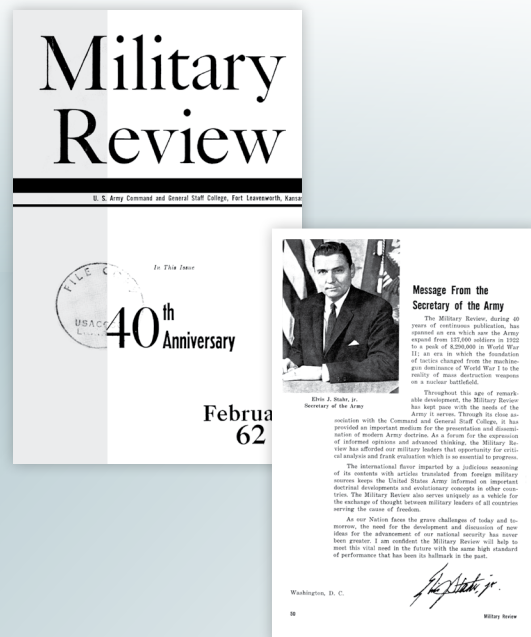 Military
Review
U. S. Army Command and General Staff College, Fort Leavenworth, Kansas
In This Issue
FILE C
USACG
40th
Anniversary
Februa
62
Elvis J. Stahr, jr.
Secretary of the Army
Message From the
Secretary of the Army
The Military Review, during 40
years of continuous publication, has
spanned an era which saw the Army
expand from 137,000 soldiers in 1922
to a peak of 8,290,000 in World War
II; an era in which the foundation
of tactics changed from the machine-
gun dominance of World War I to the
reality of mass destruction weapons
on a nuclear battlefield.
Throughout this age of remark-
able development, the Military Review
has kept pace with the needs of the
Army it serves. Through its close as-
sociation with the Command and General Staff College, it has
provided an important medium for the presentation and dissemi-
nation of modern Army doctrine. As a forum for the expression
of informed opinions and advanced thinking, the Military Re-
view has afforded our military leaders that opportunity for criti-
cal analysis and frank evaluation which is so essential to progress.
The international flavor imparted by a judicious seasoning
of its contents with articles translated from foreign military
sources keeps the United States Army informed on important
doctrinal developments and evolutionary concepts in other coun-
tries. The Military Review also serves uniquely as a vehicle for
the exchange of thought between military leaders of all countries
serving the cause of freedom.
As our Nation faces the grave challenges of today and to-
morrow, the need for the development and discussion of new
ideas for the advancement of our national security has never
been greater. I am confident the Military Review will help to
meet this vital need in the future with the same high standard
of performance that has been its hallmark in the past.
Elvis J. Stahr, jr.
Washington, D. C.
50
Military Review